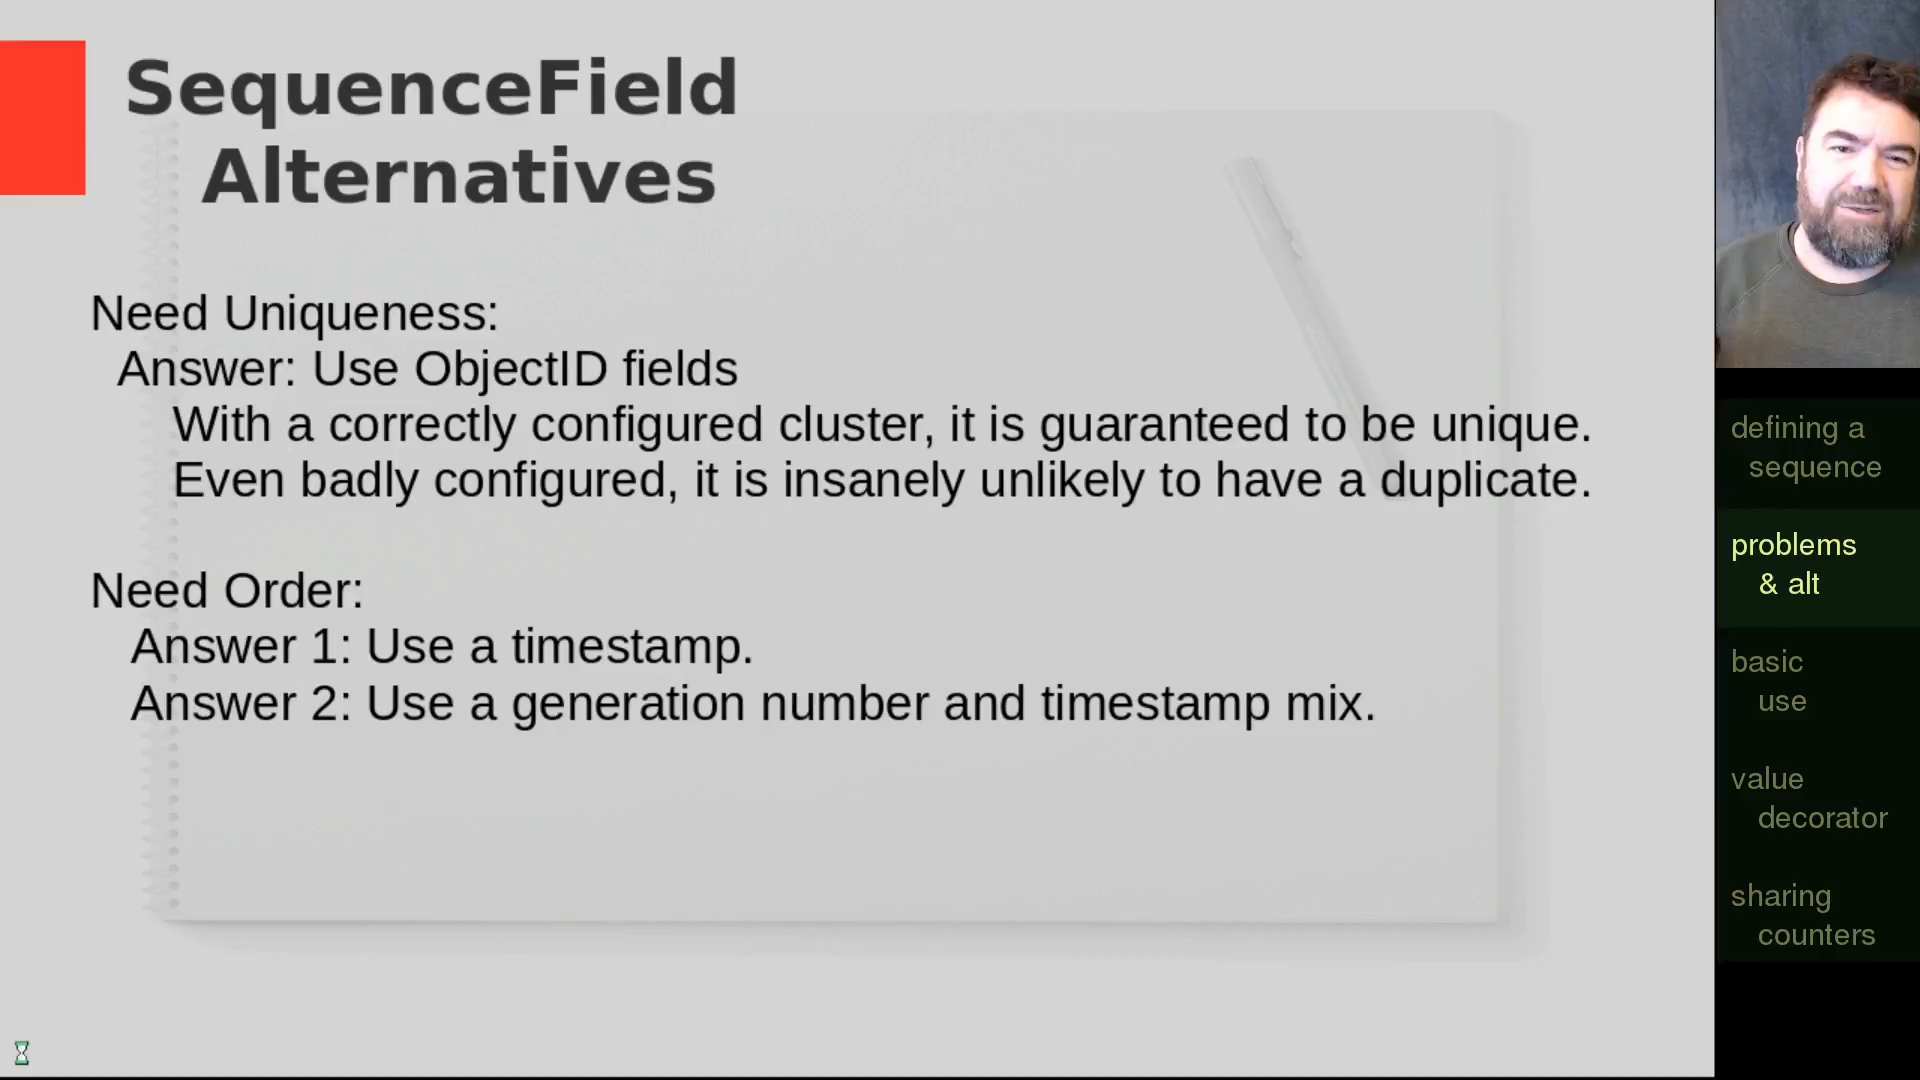 SequenceField
Alternatives
Need Uniqueness:
Answer: Use ObjectID fields
With a correctly configured cluster, it is guaranteed to be unique.
Even badly configured, it is insanely unlikely to have a duplicate.
Need Order:
Answer 1: Use a timestamp.
Answer 2: Use a generation number and timestamp mix.
defining a
sequence
problems
& alt
basic
use
value
decorator
sharing
counters